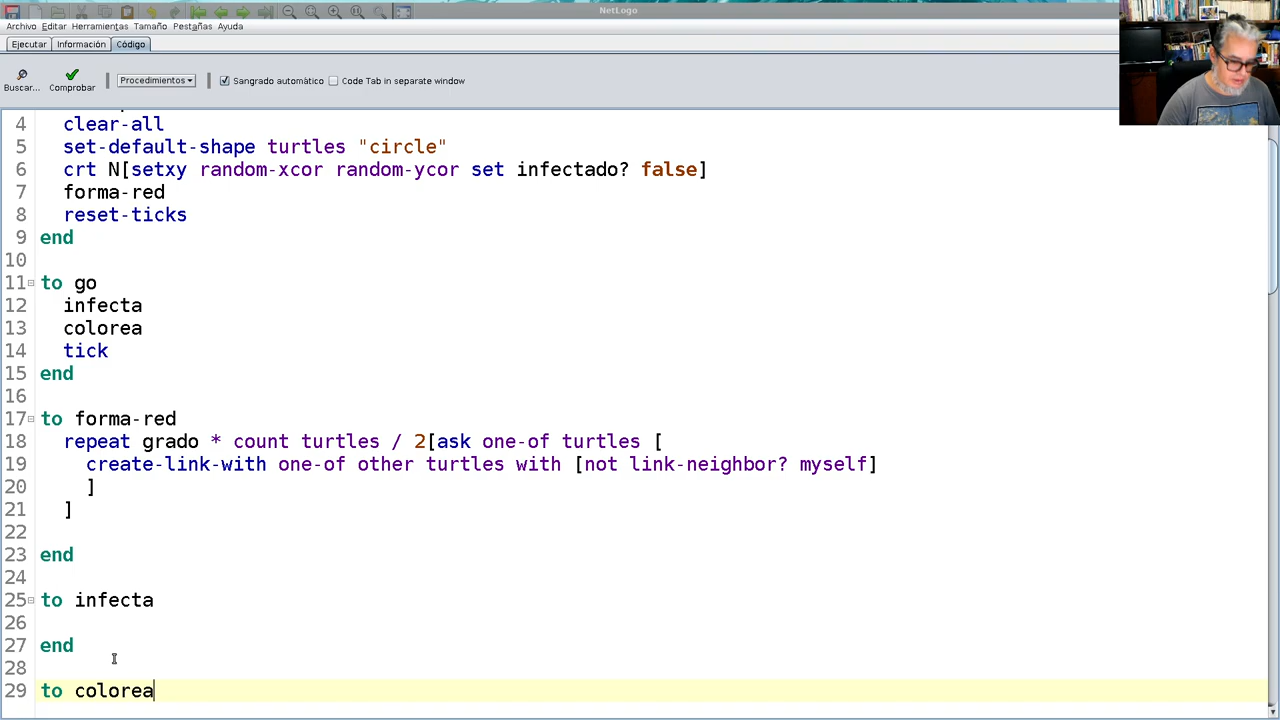 NetLogo
Archivo Editar Herramientas Tamaño Pestañas Ayuda
Ejecutar Información Código
Buscar... Comprobar Procedimientos Sangrado automático Code Tab in separate window
4 clear-all
5 set-default-shape turtles "circle"
6 crt N[setxy random-xcor random-ycor set infectado? false]
7 forma-red
8 reset-ticks
9 end
10
11 to go
12 infecta
13 colorea
14 tick
15 end
16
17 to forma-red
18 repeat grado * count turtles / 2[ask one-of turtles [
19 create-link-with one-of other turtles with [not link-neighbor? myself]
20 ]
21 ]
22
23 end
24
25 to infecta
26
27 end
28
29 to colorea